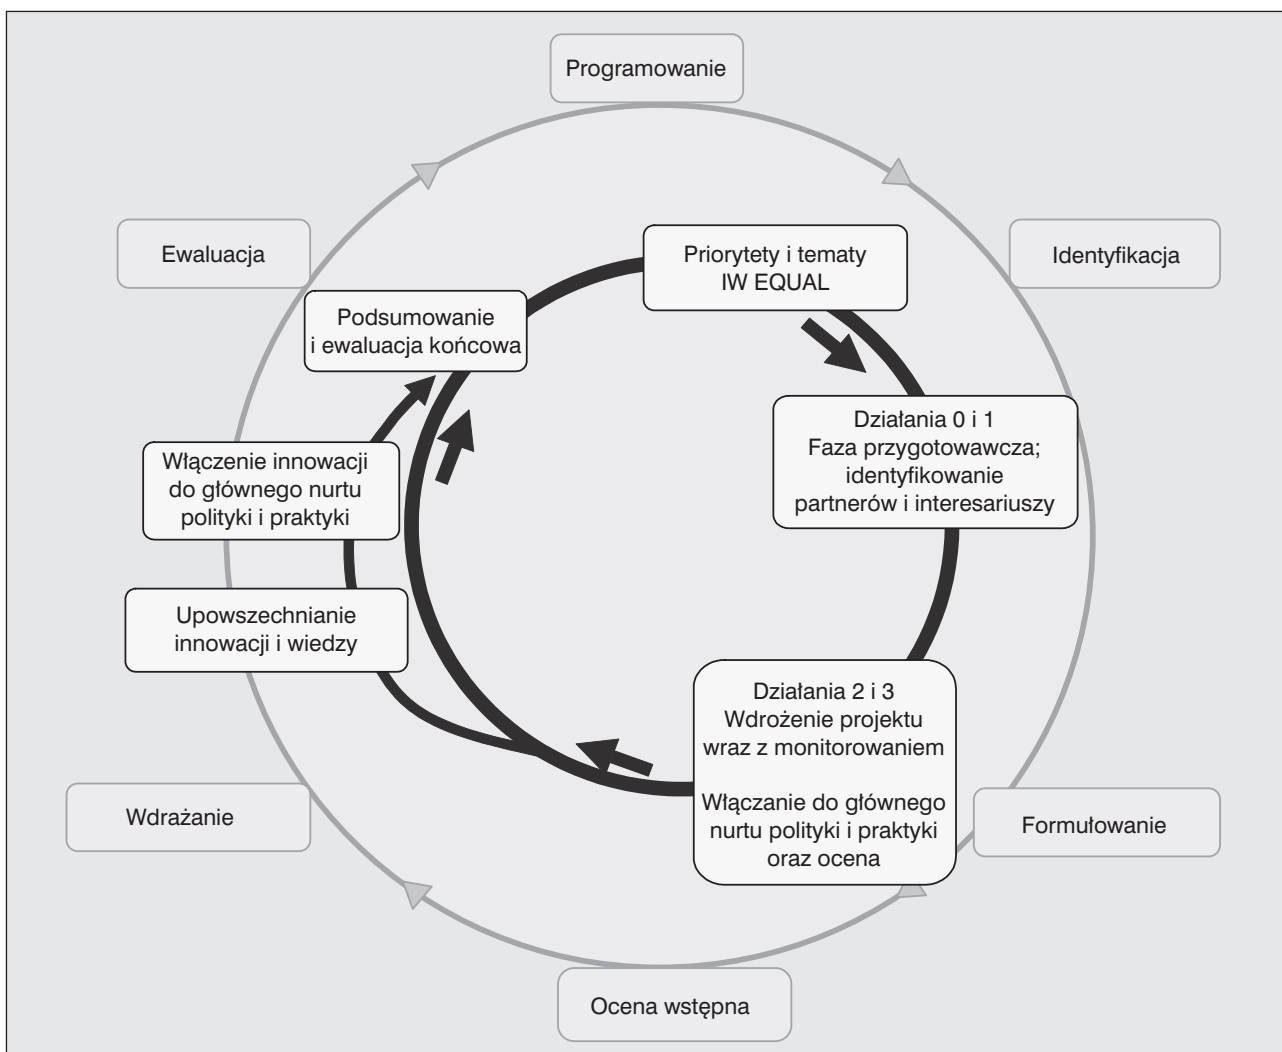 Programowanie
Ewaluacja
Identyfikacja
Priorytety i tematy
IW EQUAL
Podsumowanie
i ewaluacja końcowa
Działania 0 i 1
Faza przygotowawcza;
identyfikowanie
partnerów i interesariuszy
Włączenie innowacji
do głównego nurtu
polityki i praktyki
Upowszechnianie
innowacji i wiedzy
Działania 2 i 3
Wdrożenie projektu
wraz z monitorowaniem
Włączanie do głównego
nurtu polityki i praktyki
oraz ocena
Wdrażanie
Formułowanie
Ocena wstępna